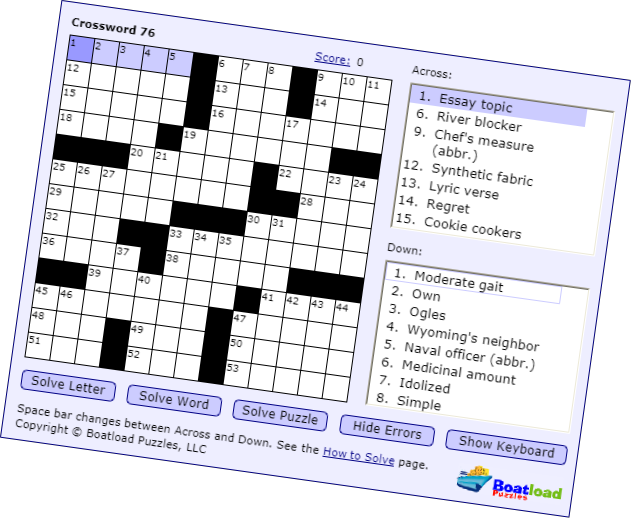 Crossword 76
Score: 0
1 2 3 4 5 6 7 8 9 10 11
12 13 14
15 16 17
18 19
20 21 22 23 24
25 26 27 28
29 30 31
32 33 34 35
36 37 38
39 40 41 42 43 44
45 46 47
48 49 50
51 52 53
Across:
1. Essay topic
6. River blocker
9. Chef's measure
(abbr.)
12. Synthetic fabric
13. Lyric verse
14. Regret
15. Cookie cookers
Down:
1. Moderate gait
2. Own
3. Ogles
4. Wyoming's neighbor
5. Naval officer (abbr.)
6. Medicinal amount
7. Idolized
8. Simple
Solve Letter Solve Word Solve Puzzle Hide Errors Show Keyboard
Space bar changes between Across and Down. See the How to Solve page.
Copyright © Boatload Puzzles, LLC
Boatload
Puzzles